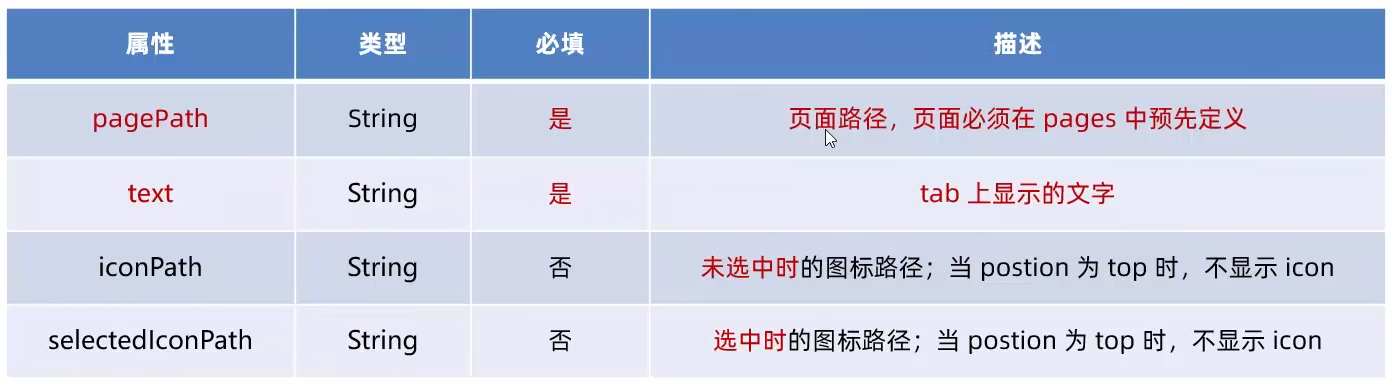 属性 类型 必填 描述
pagePath String 是 页面路径，页面必须在 pages 中预先定义
text String 是 tab 上显示的文字
iconPath String 否 未选中时的图标路径；当 postion 为 top 时，不显示 icon
selectedIconPath String 否 选中时的图标路径；当 postion 为 top 时，不显示 icon